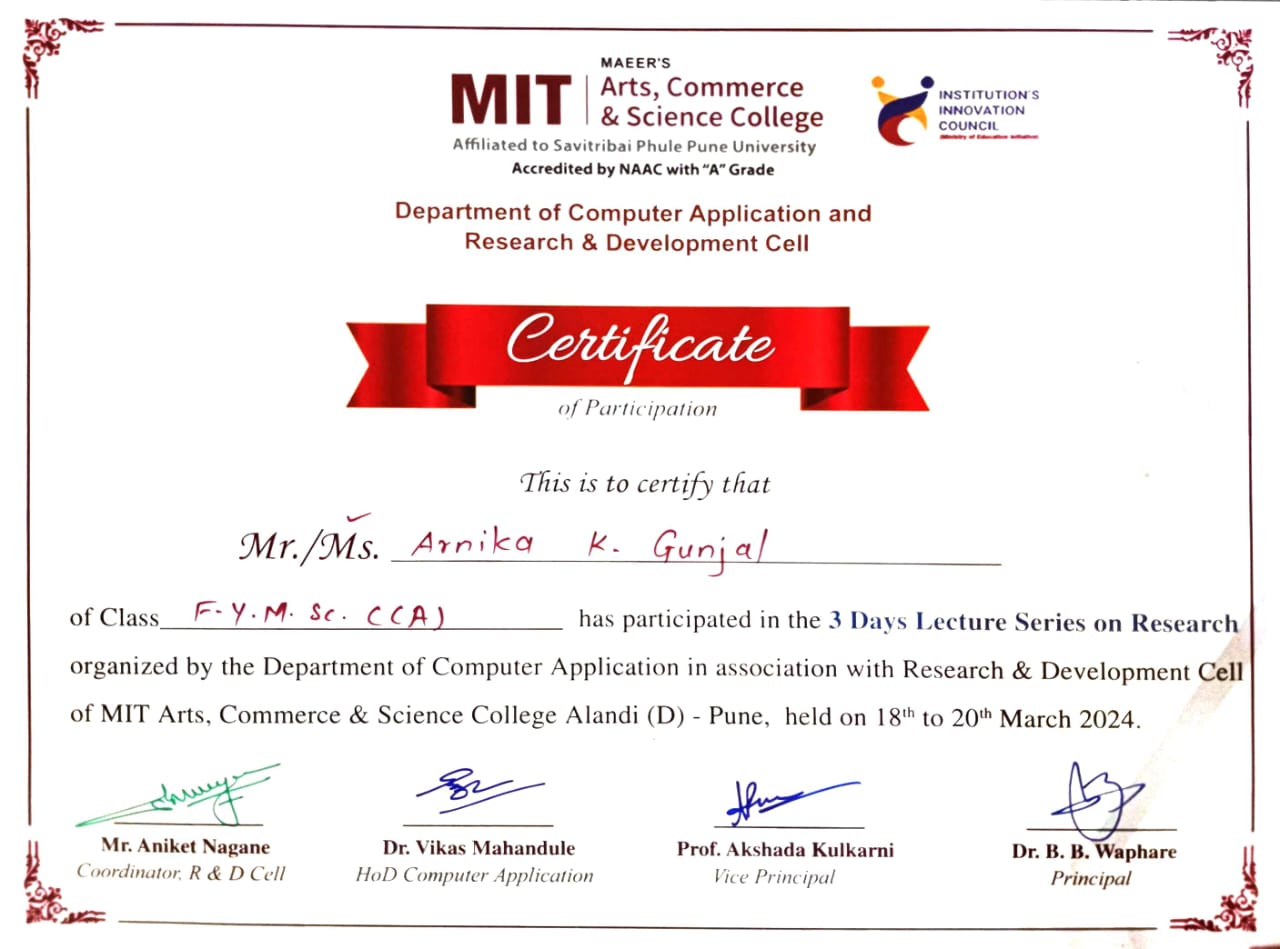 MAEER'S
MIT Arts, Commerce
& Science College
Affiliated to Savitribai Phule Pune University
Accredited by NAAC with "A" Grade
INSTITUTION'S
INNOVATION
COUNCIL
(Ministry of Education Initiative)
Department of Computer Application and
Research & Development Cell
Certificate
of Participation
This is to certify that
Mr./Ms. Arnika K. Gunjal
of Class F.Y.M.Sc. C(A) has participated in the 3 Days Lecture Series on Research
organized by the Department of Computer Application in association with Research & Development Cell
of MIT Arts, Commerce & Science College Alandi (D) - Pune, held on 18th to 20th March 2024.
Mr. Aniket Nagane
Coordinator, R & D Cell
Dr. Vikas Mahandule
HoD Computer Application
Prof. Akshada Kulkarni
Vice Principal
Dr. B. B. Waphare
Principal